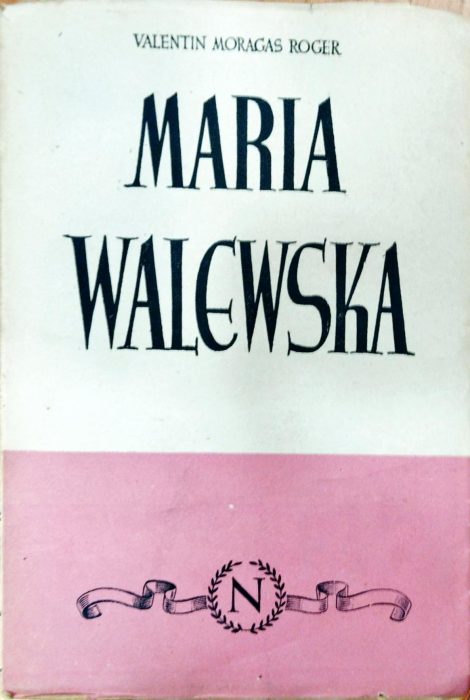 VALENTIN MORAGAS ROGER
MARIA
WALEWSKA
N